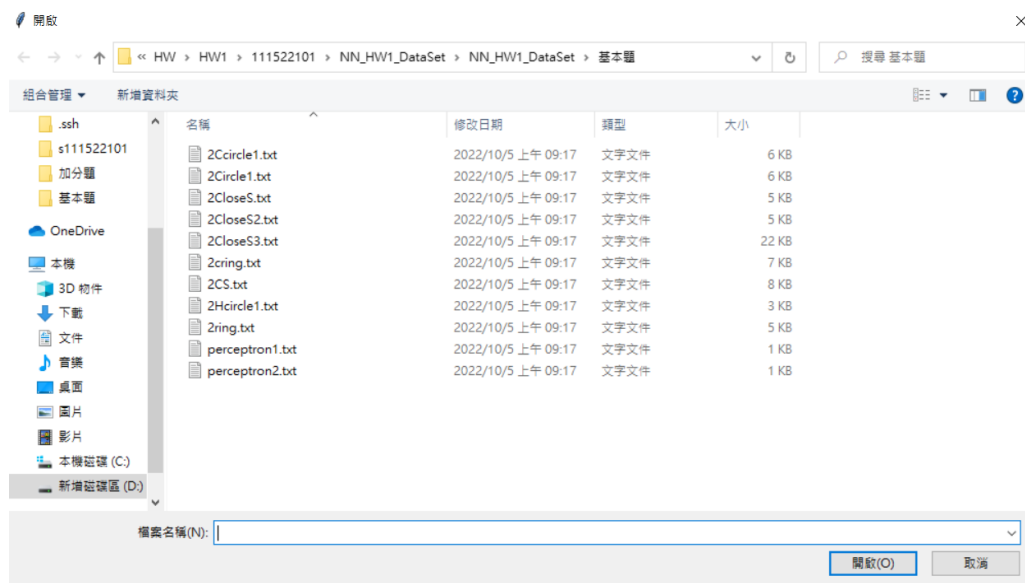 開啟
« HW › HW1 › 111522101 › NN_HW1_DataSet › NN_HW1_DataSet › 基本題
搜尋 基本題
組合管理 新增資料夾
.ssh
s111522101
加分題
基本題
OneDrive
本機
3D 物件
下載
文件
音樂
桌面
圖片
影片
本機磁碟 (C:)
新增磁碟區 (D:)
名稱 修改日期 類型 大小
2Ccircle1.txt 2022/10/5 上午 09:17 文字文件 6 KB
2Circle1.txt 2022/10/5 上午 09:17 文字文件 6 KB
2CloseS.txt 2022/10/5 上午 09:17 文字文件 5 KB
2CloseS2.txt 2022/10/5 上午 09:17 文字文件 5 KB
2CloseS3.txt 2022/10/5 上午 09:17 文字文件 22 KB
2cring.txt 2022/10/5 上午 09:17 文字文件 7 KB
2CS.txt 2022/10/5 上午 09:17 文字文件 8 KB
2Hcircle1.txt 2022/10/5 上午 09:17 文字文件 3 KB
2ring.txt 2022/10/5 上午 09:17 文字文件 5 KB
perceptron1.txt 2022/10/5 上午 09:17 文字文件 1 KB
perceptron2.txt 2022/10/5 上午 09:17 文字文件 1 KB
檔案名稱(N):
開啟(O) 取消